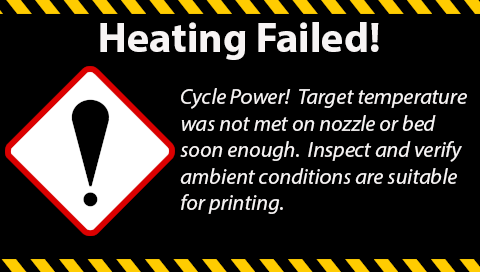 Heating Failed!
Cycle Power!  Target temperature
was not met on nozzle or bed
soon enough.  Inspect and verify
ambient conditions are suitable
for printing.